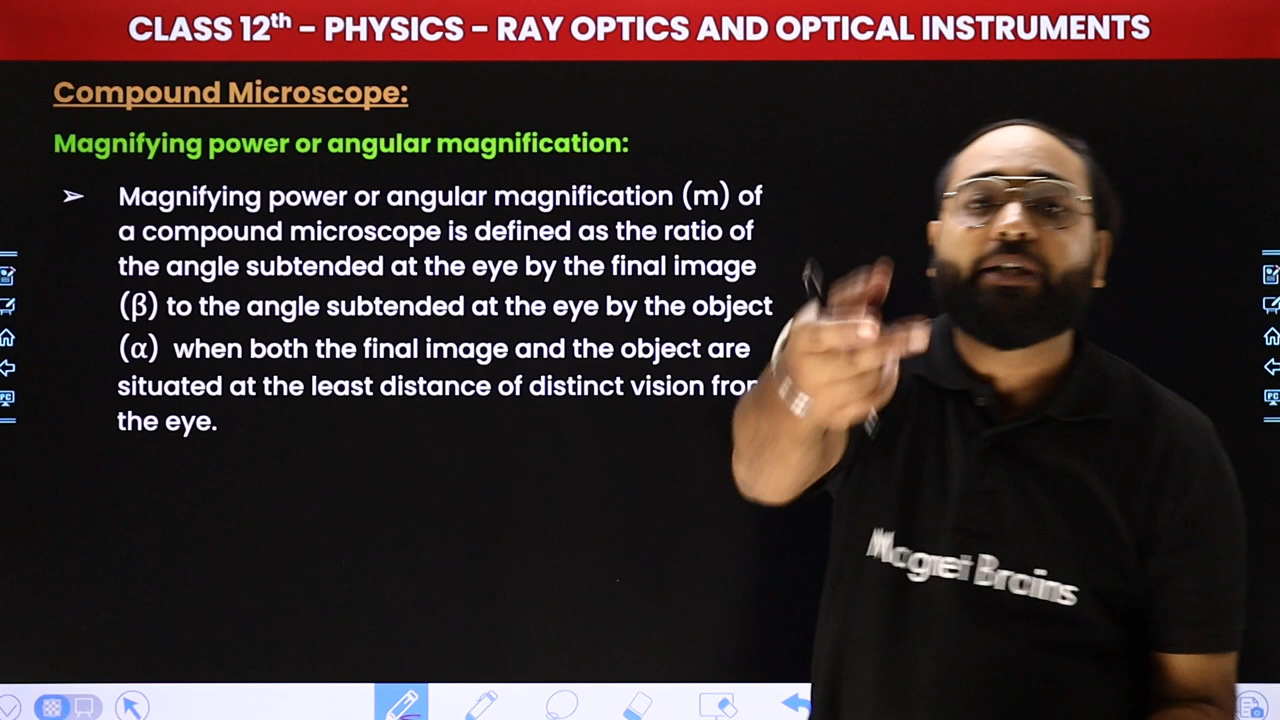 CLASS 12th - PHYSICS - RAY OPTICS AND OPTICAL INSTRUMENTS
Compound Microscope:
Magnifying power or angular magnification:
➢ Magnifying power or angular magnification (m) of
a compound microscope is defined as the ratio of
the angle subtended at the eye by the final image
(β) to the angle subtended at the eye by the object
(α) when both the final image and the object are
situated at the least distance of distinct vision from
the eye.
Magnet Brains
FC
FC